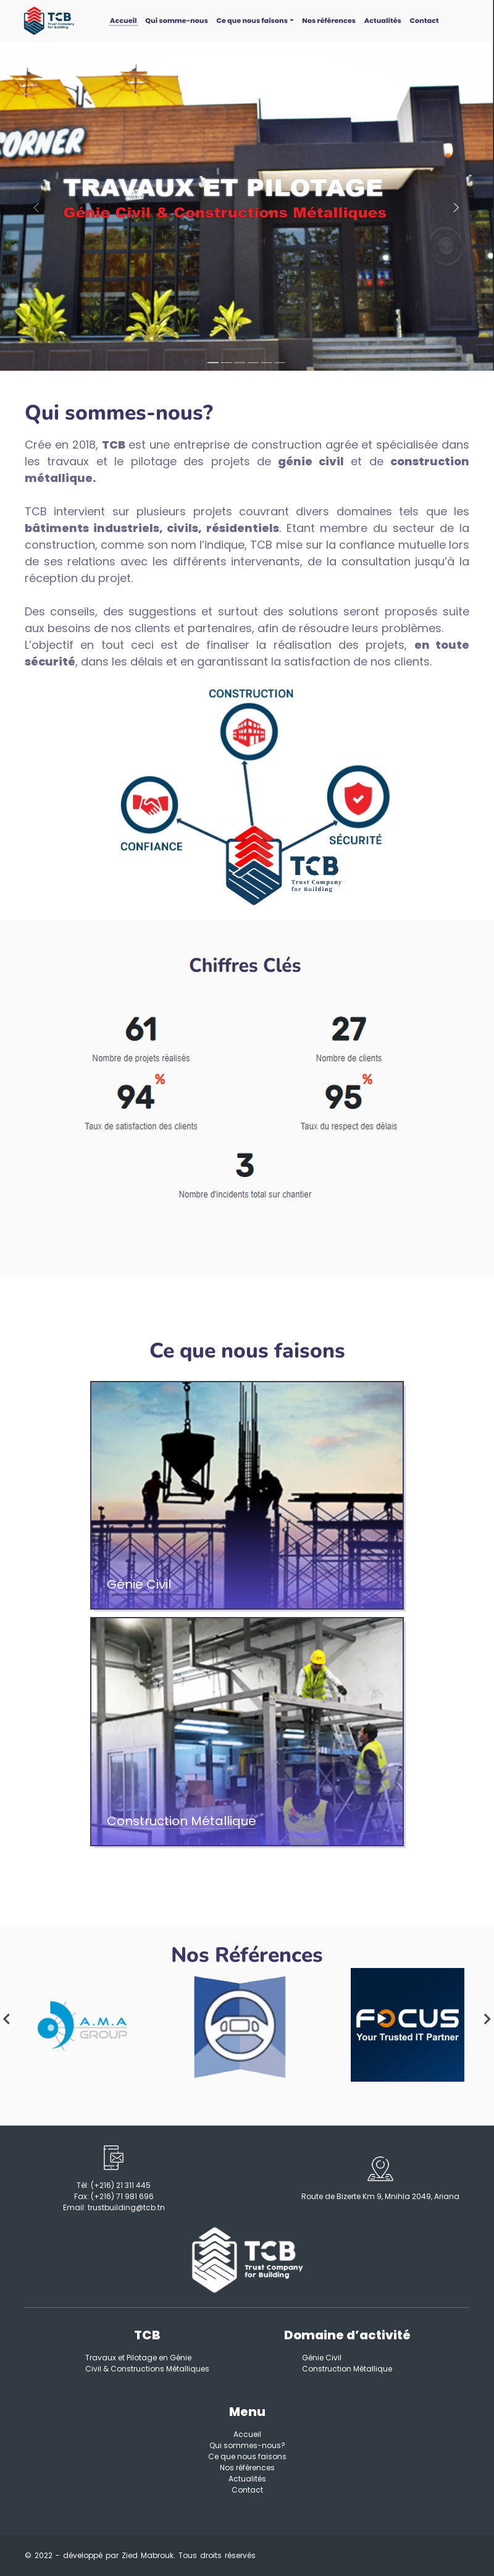 TCB
Trust Company
for Building
Accueil
Qui somme-nous
Ce que nous faisons
Nos références
Actualités
Contact
CORNER
TRAVAUX ET PILOTAGE
Génie Civil & Constructions Métalliques
Qui sommes-nous?
Crée en 2018, TCB est une entreprise de construction agrée et spécialisée dans
les travaux et le pilotage des projets de génie civil et de construction
métallique.
TCB intervient sur plusieurs projets couvrant divers domaines tels que les
bâtiments industriels, civils, résidentiels. Etant membre du secteur de la
construction, comme son nom l’indique, TCB mise sur la confiance mutuelle lors
de ses relations avec les différents intervenants, de la consultation jusqu’à la
réception du projet.
Des conseils, des suggestions et surtout des solutions seront proposés suite
aux besoins de nos clients et partenaires, afin de résoudre leurs problèmes.
L’objectif en tout ceci est de finaliser la réalisation des projets, en toute
sécurité, dans les délais et en garantissant la satisfaction de nos clients.
CONSTRUCTION
CONFIANCE
SÉCURITÉ
TCB
Trust Company
for Building
Chiffres Clés
61
Nombre de projets réalisés
27
Nombre de clients
94%
Taux de satisfaction des clients
95%
Taux du respect des délais
3
Nombre d'incidents total sur chantier
Ce que nous faisons
Génie Civil
Construction Métallique
Nos Références
A.M.A
GROUP
FOCUS
Your Trusted IT Partner
Tél: (+216) 21 311 445
Fax: (+216) 71 981 696
Email: trustbuilding@tcb.tn
Route de Bizerte Km 9, Mnihla 2049, Ariana
TCB
Trust Company
for Building
TCB
Travaux et Pilotage en Génie
Civil & Constructions Métalliques
Domaine d’activité
Génie Civil
Construction Métallique
Menu
Accueil
Qui sommes-nous?
Ce que nous faisons
Nos références
Actualités
Contact
© 2022 - développé par Zied Mabrouk. Tous droits réservés